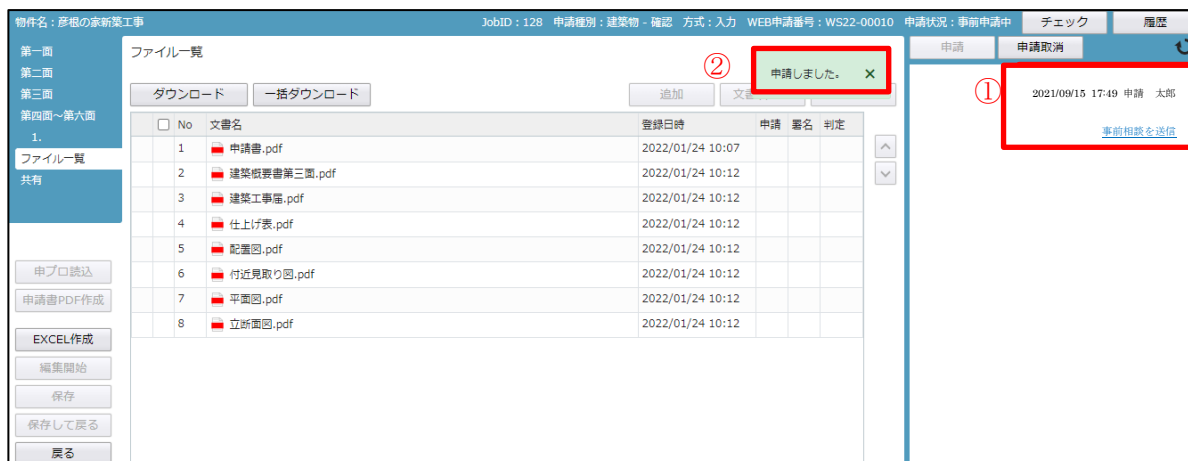 物件名：彦根の家新築工事 JobID：128 申請種別：建築物 - 確認 方式：入力 WEB申請番号：WS22-00010 申請状況：事前申請中 チェック 履歴
第一面
第二面
第三面
第四面～第六面
1.
ファイル一覧
共有
申プロ読込
申請書PDF作成
EXCEL作成
編集開始
保存
保存して戻る
戻る
ファイル一覧
② 申請しました。 ×
ダウンロード 一括ダウンロード 追加
No 文書名 登録日時 申請 署名 判定
1 申請書.pdf 2022/01/24 10:07
2 建築概要書第三面.pdf 2022/01/24 10:12
3 建築工事届.pdf 2022/01/24 10:12
4 仕上げ表.pdf 2022/01/24 10:12
5 配置図.pdf 2022/01/24 10:12
6 付近見取り図.pdf 2022/01/24 10:12
7 平面図.pdf 2022/01/24 10:12
8 立断面図.pdf 2022/01/24 10:12
申請 申請取消
① 2021/09/15 17:49 申請 太郎
事前相談を送信